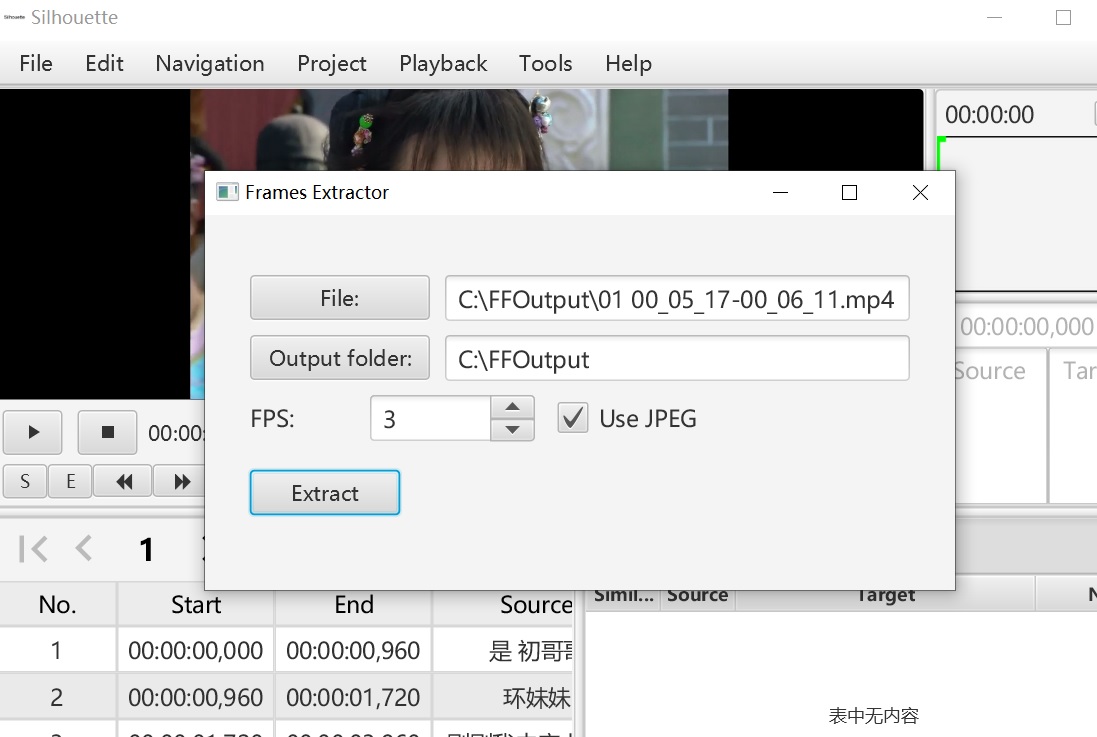 Silhouette
File Edit Navigation Project Playback Tools Help
00:00:00
Frames Extractor
File: C:\FFOutput\01 00_05_17-00_06_11.mp4
Output folder: C:\FFOutput
FPS: 3 Use JPEG
Extract
00:00:00,000
Source
00:00:
S E
1
No. Start End Source
1 00:00:00,000 00:00:00,960 是 初哥哥
2 00:00:00,960 00:00:01,720 环妹妹
Simil... Source Target
表中无内容